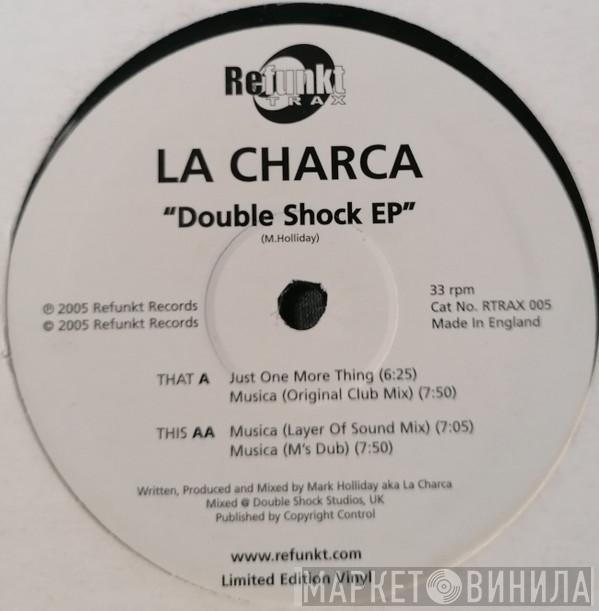 Refunkt
TRAX
LA CHARCA
"Double Shock EP"
(M.Holliday)
℗ 2005 Refunkt Records
© 2005 Refunkt Records
33 rpm
Cat No. RTRAX 005
Made In England
THAT A Just One More Thing (6:25)
Musica (Original Club Mix) (7:50)
THIS AA Musica (Layer Of Sound Mix) (7:05)
Musica (M's Dub) (7:50)
Written, Produced and Mixed by Mark Holliday aka La Charca
Mixed @ Double Shock Studios, UK
Published by Copyright Control
www.refunkt.com
Limited Edition Vinyl
МАРКЕТ ВИНИЛА